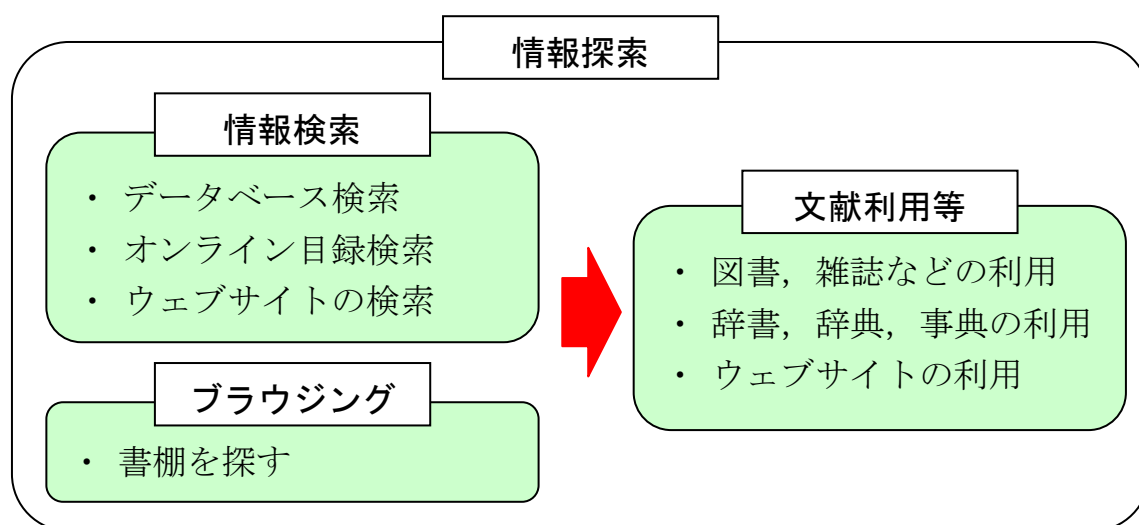 情報探索
情報検索
・ データベース検索
・ オンライン目録検索
・ ウェブサイトの検索
ブラウジング
・ 書棚を探す
文献利用等
・ 図書，雑誌などの利用
・ 辞書，辞典，事典の利用
・ ウェブサイトの利用